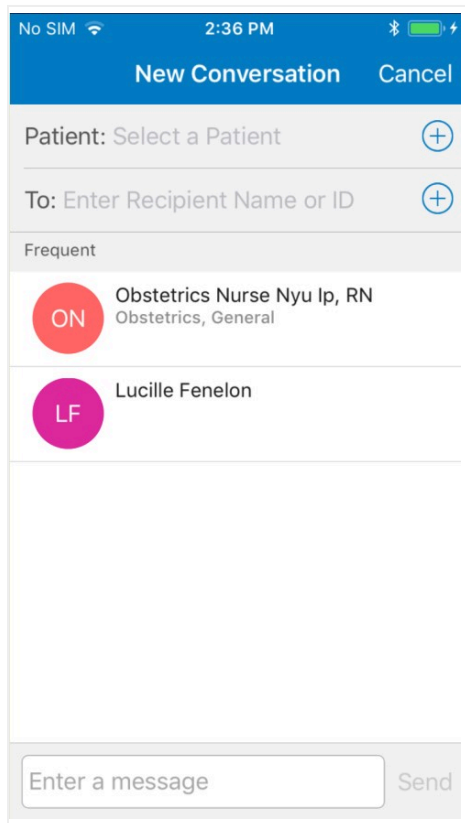 No SIM 2:36 PM
New Conversation Cancel
Patient: Select a Patient
To: Enter Recipient Name or ID
Frequent
ON Obstetrics Nurse Nyu Ip, RN
Obstetrics, General
LF Lucille Fenelon
Enter a message Send